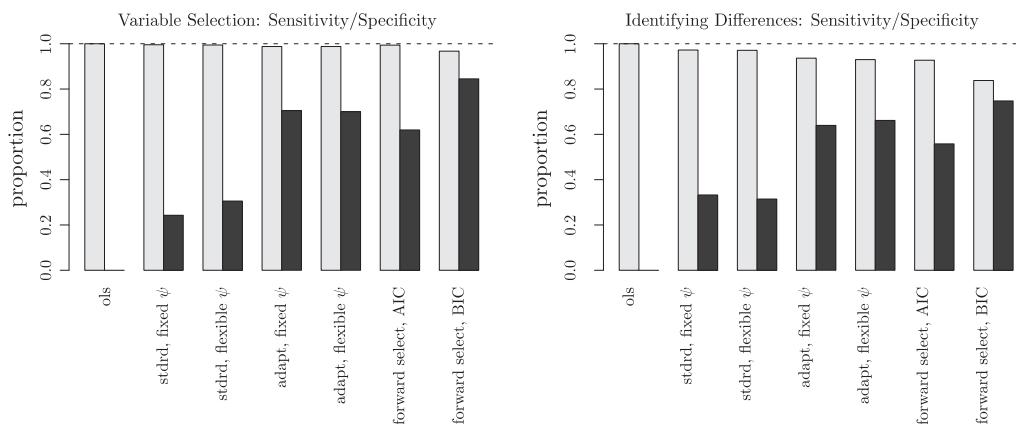 Variable Selection: Sensitivity/Specificity
proportion
1.0
0.8
0.6
0.4
0.2
0.0
ols
stdrd, fixed ψ
stdrd, flexible ψ
adapt, fixed ψ
adapt, flexible ψ
forward select, AIC
forward select, BIC
Identifying Differences: Sensitivity/Specificity
proportion
1.0
0.8
0.6
0.4
0.2
0.0
ols
stdrd, fixed ψ
stdrd, flexible ψ
adapt, fixed ψ
adapt, flexible ψ
forward select, AIC
forward select, BIC